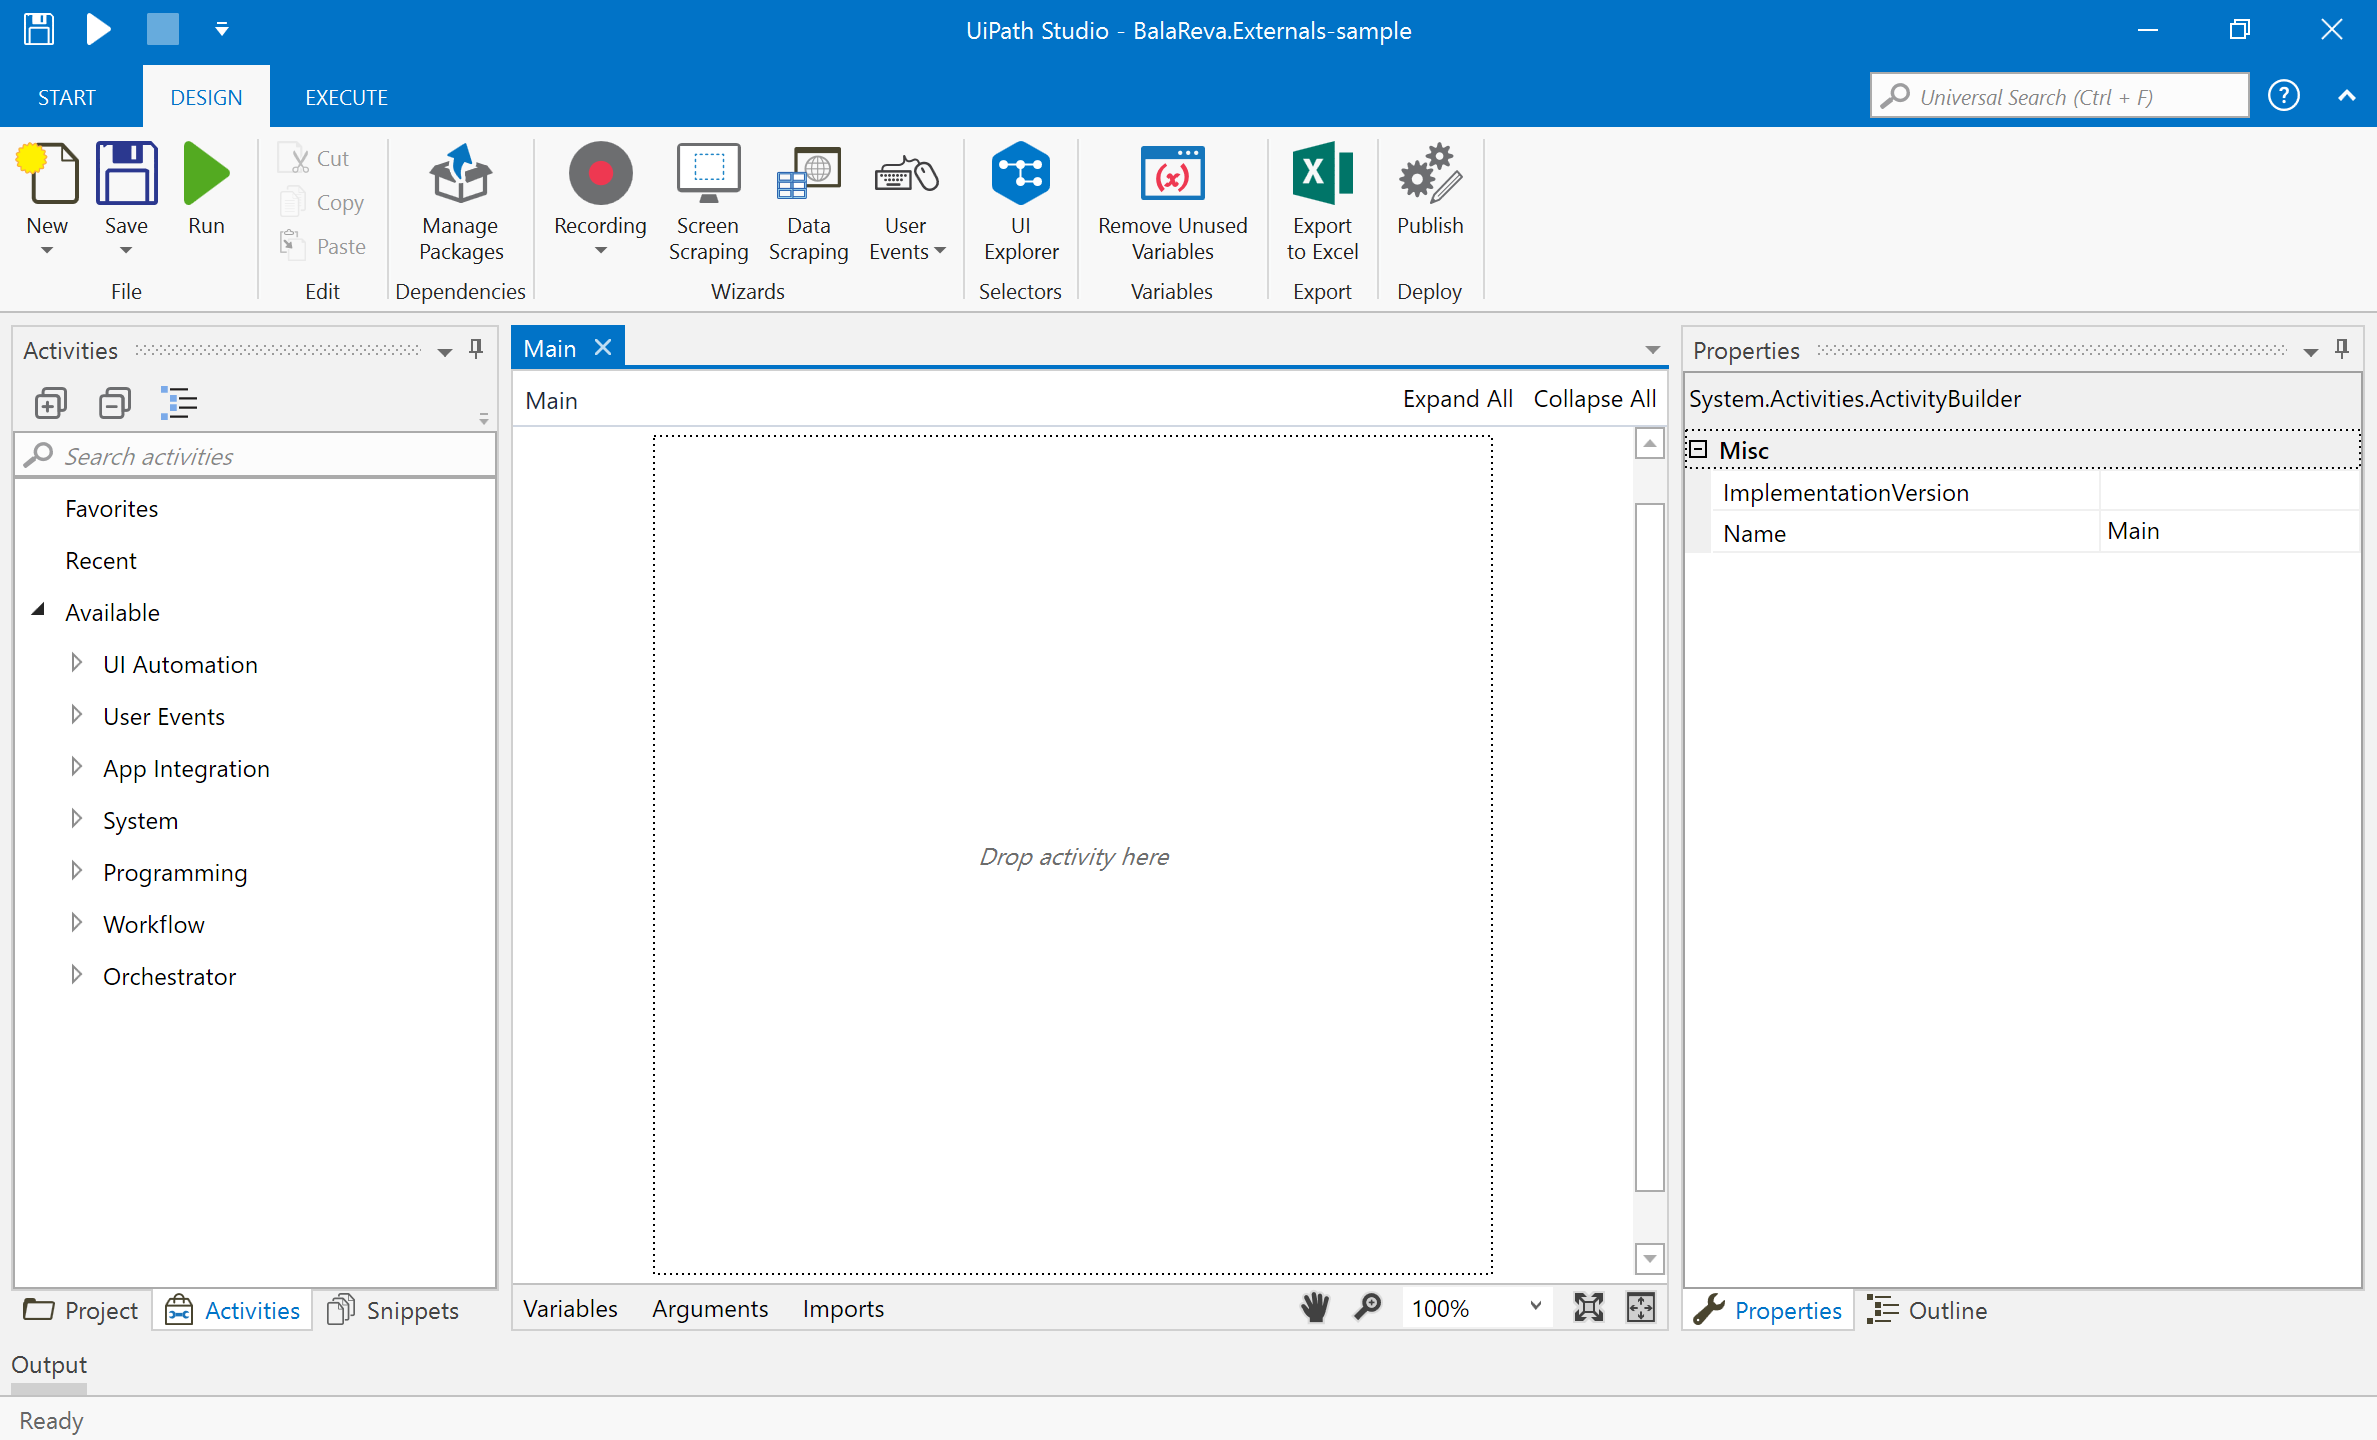 UiPath Studio - BalaReva.Externals-sample
START DESIGN EXECUTE
Universal Search (Ctrl + F)
New
Save
Run
File
Cut
Copy
Paste
Edit
Manage
Packages
Dependencies
Recording
Screen
Scraping
Data
Scraping
User
Events
Wizards
UI
Explorer
Selectors
Remove Unused
Variables
Variables
Export
to Excel
Export
Publish
Deploy
Activities
Search activities
Favorites
Recent
Available
UI Automation
User Events
App Integration
System
Programming
Workflow
Orchestrator
Project Activities Snippets
Main
Main Expand All Collapse All
Drop activity here
Variables Arguments Imports 100%
Properties
System.Activities.ActivityBuilder
Misc
ImplementationVersion
Name Main
Properties Outline
Output
Ready